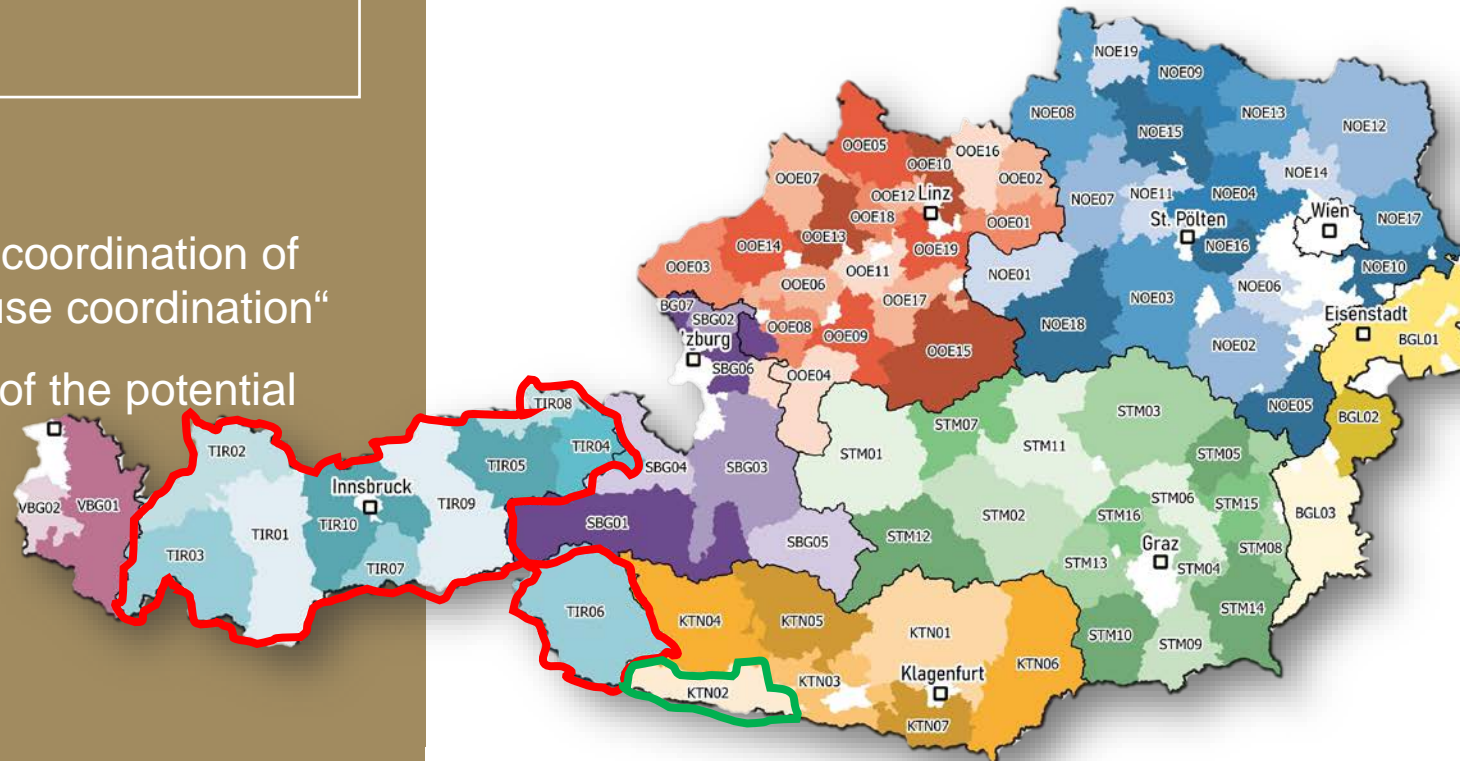 coordination of
use coordination“
of the potential
NOE19
NOE09
NOE08
NOE13
NOE12
NOE15
OOE05
OOE16
OOE10
OOE07
OOE02
OOE12
Linz
NOE14
NOE07
NOE11
NOE04
OOE18
OOE01
Wien
NOE17
St. Pölten
OOE13
OOE14
OOE19
NOE16
OOE03
OOE11
NOE01
NOE10
OOE06
NOE06
OOE17
NOE03
BG07
SBG02
Eisenstadt
OOE08
OOE09
NOE18
zburg
BGL01
OOE15
NOE02
SBG06
OOE04
TIR08
NOE05
STM03
BGL02
STM07
TIR02
TIR04
STM11
STM01
STM05
TIR05
SBG04
SBG03
Innsbruck
STM06
TIR09
VBG02
VBG01
STM15
STM02
STM16
BGL03
TIR10
SBG01
TIR01
STM12
SBG05
Graz
STM08
TIR03
STM13
STM04
TIR07
TIR06
STM14
KTN04
KTN05
KTN01
STM10
STM09
KTN06
Klagenfurt
KTN03
KTN02
KTN07